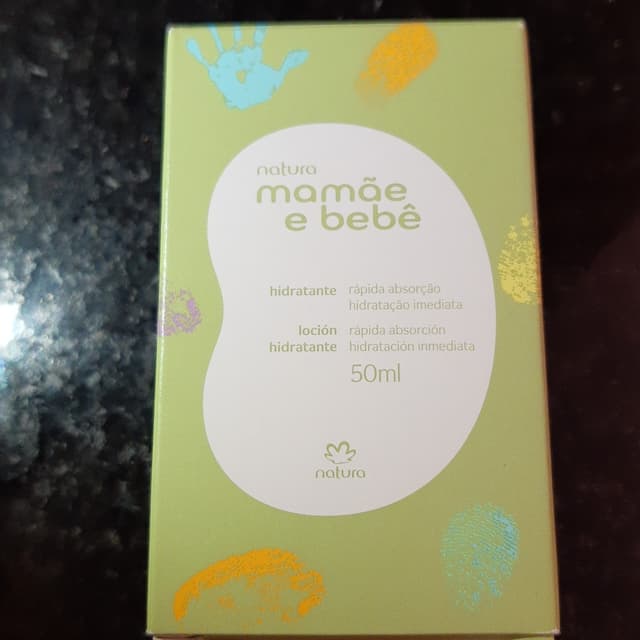 natura
mamãe
e bebê
hidratante rápida absorção
hidratação imediata
loción rápida absorción
hidratante hidratación inmediata
50ml
natura